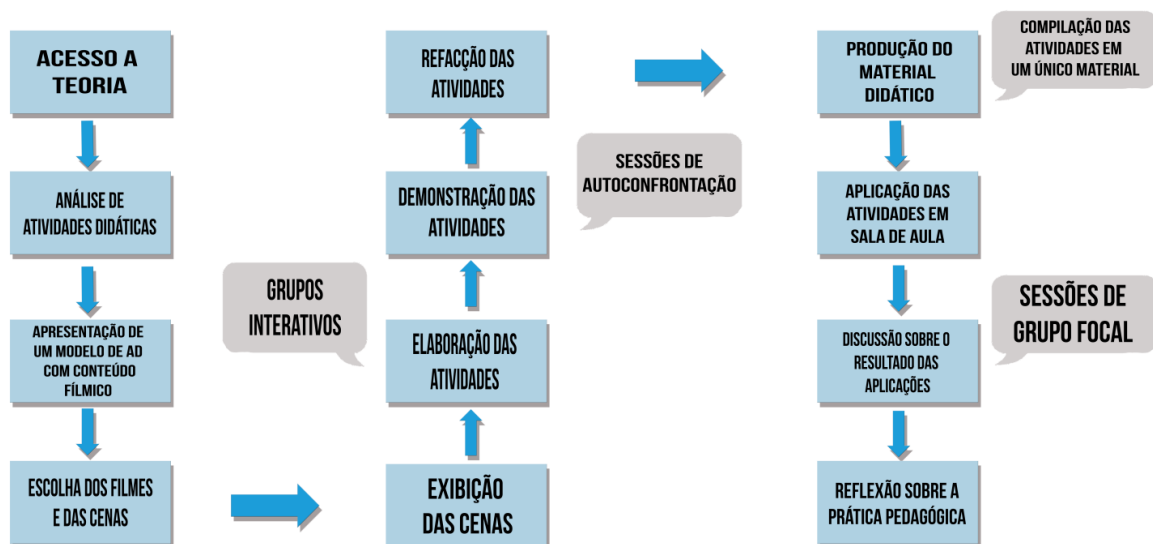 ACESSO A
TEORIA
ANÁLISE DE
ATIVIDADES DIDÁTICAS
APRESENTAÇÃO DE
UM MODELO DE AD
COM CONTEÚDO
FÍLMICO
ESCOLHA DOS FILMES
E DAS CENAS
EXIBIÇÃO
DAS CENAS
ELABORAÇÃO DAS
ATIVIDADES
GRUPOS
INTERATIVOS
DEMONSTRAÇÃO DAS
ATIVIDADES
SESSÕES DE
AUTOCONFRONTAÇÃO
REFACÇÃO DAS
ATIVIDADES
PRODUÇÃO DO
MATERIAL
DIDÁTICO
COMPILAÇÃO DAS
ATIVIDADES EM
UM ÚNICO MATERIAL
APLICAÇÃO DAS
ATIVIDADES EM
SALA DE AULA
DISCUSSÃO SOBRE O
RESULTADO DAS
APLICAÇÕES
SESSÕES DE
GRUPO FOCAL
REFLEXÃO SOBRE A
PRÁTICA PEDAGÓGICA